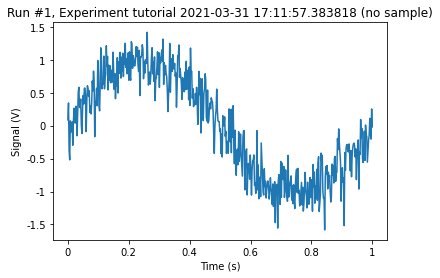 Run #1, Experiment tutorial 2021-03-31 17:11:57.383818 (no sample)
1.5
1
0.5
0
-0.5
-1
-1.5
Signal (V)
0 0.2 0.4 0.6 0.8 1
Time (s)